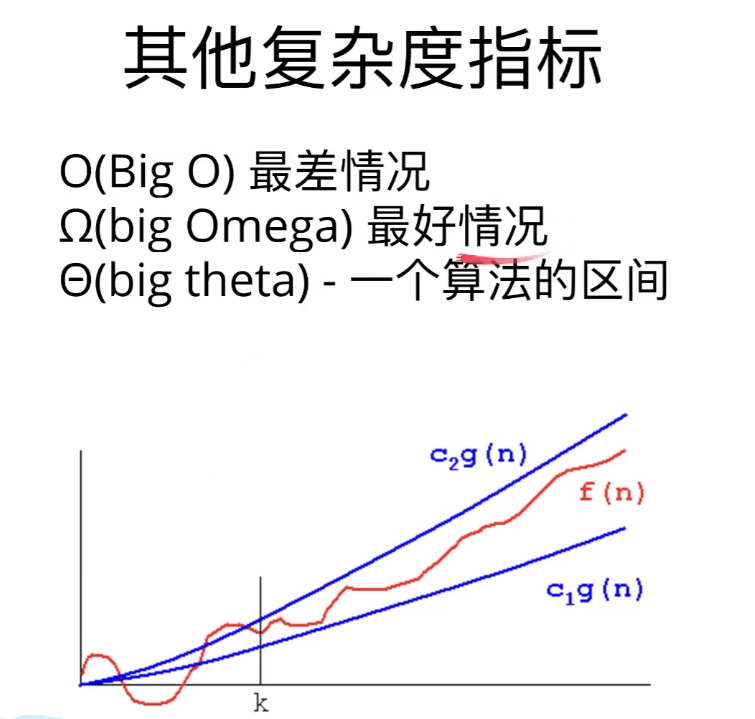 其他复杂度指标
O(Big O) 最差情况
Ω(big Omega) 最好情况
Θ(big theta) - 一个算法的区间
c₂g(n)
f(n)
c₁g(n)
k